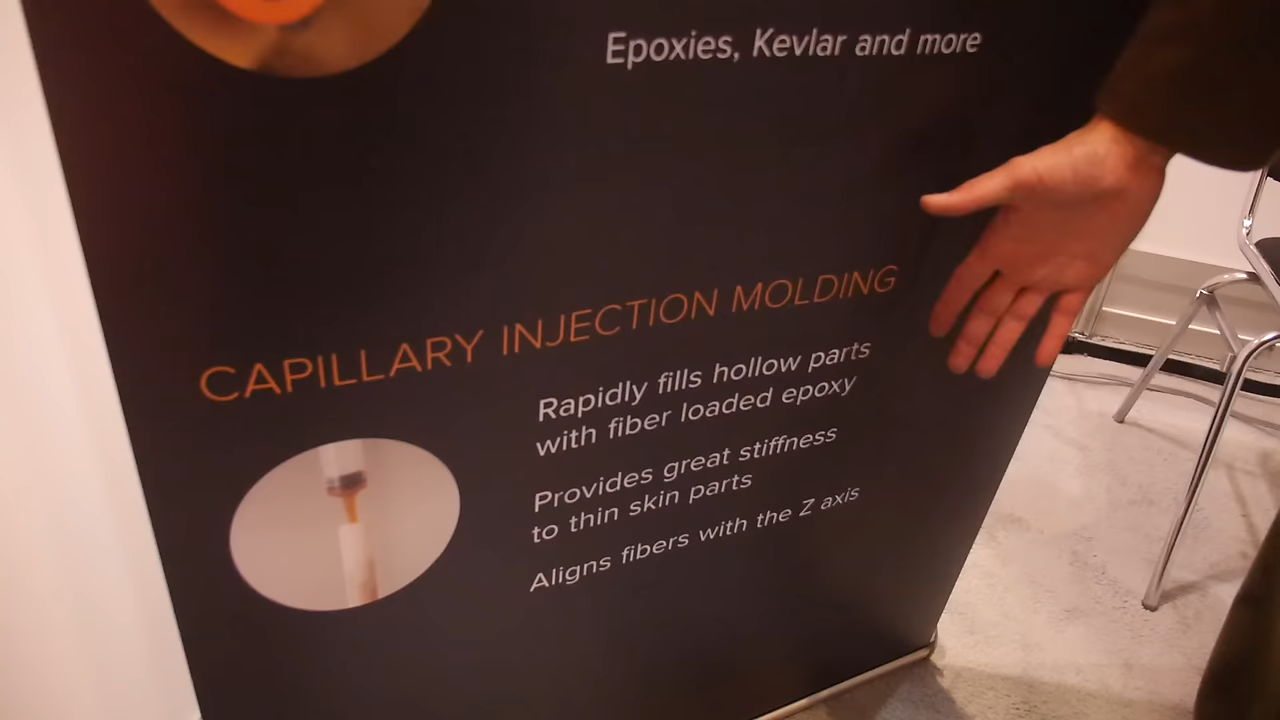 Epoxies, Kevlar and more
CAPILLARY INJECTION MOLDING
Rapidly fills hollow parts
with fiber loaded epoxy
Provides great stiffness
to thin skin parts
Aligns fibers with the Z axis